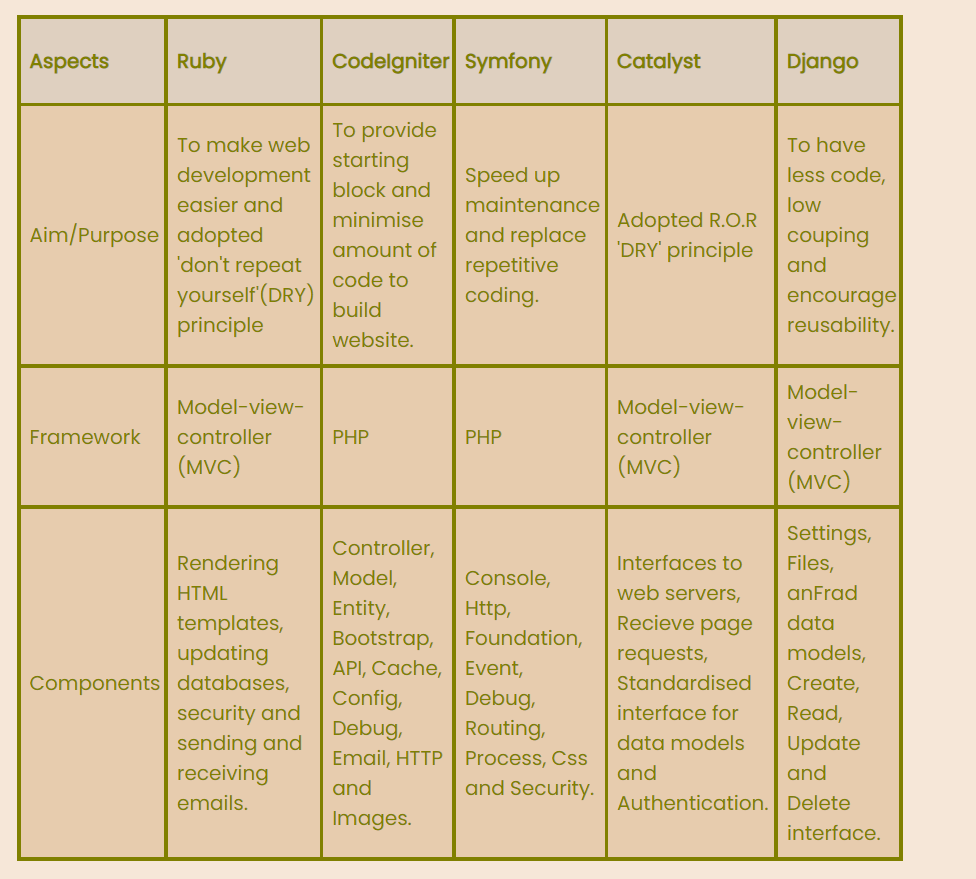 Aspects
Ruby
CodeIgniter
Symfony
Catalyst
Django
Aim/Purpose
To make web
development
easier and
adopted
'don't repeat
yourself'(DRY)
principle
To provide
starting
block and
minimise
amount of
code to
build
website.
Speed up
maintenance
and replace
repetitive
coding.
Adopted R.O.R
'DRY' principle
To have
less code,
low
couping
and
encourage
reusability.
Framework
Model-view-
controller
(MVC)
PHP
PHP
Model-view-
controller
(MVC)
Model-
view-
controller
(MVC)
Components
Rendering
HTML
templates,
updating
databases,
security and
sending and
receiving
emails.
Controller,
Model,
Entity,
Bootstrap,
API, Cache,
Config,
Debug,
Email, HTTP
and
Images.
Console,
Http,
Foundation,
Event,
Debug,
Routing,
Process, Css
and Security.
Interfaces to
web servers,
Recieve page
requests,
Standardised
interface for
data models
and
Authentication.
Settings,
Files,
anFrad
data
models,
Create,
Read,
Update
and
Delete
interface.